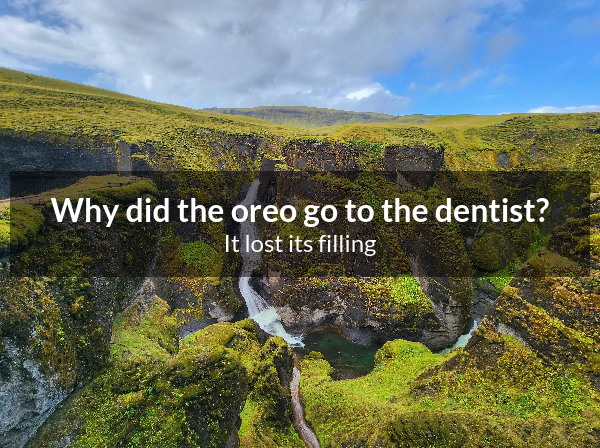 Why did the oreo go to the dentist?
It lost its filling